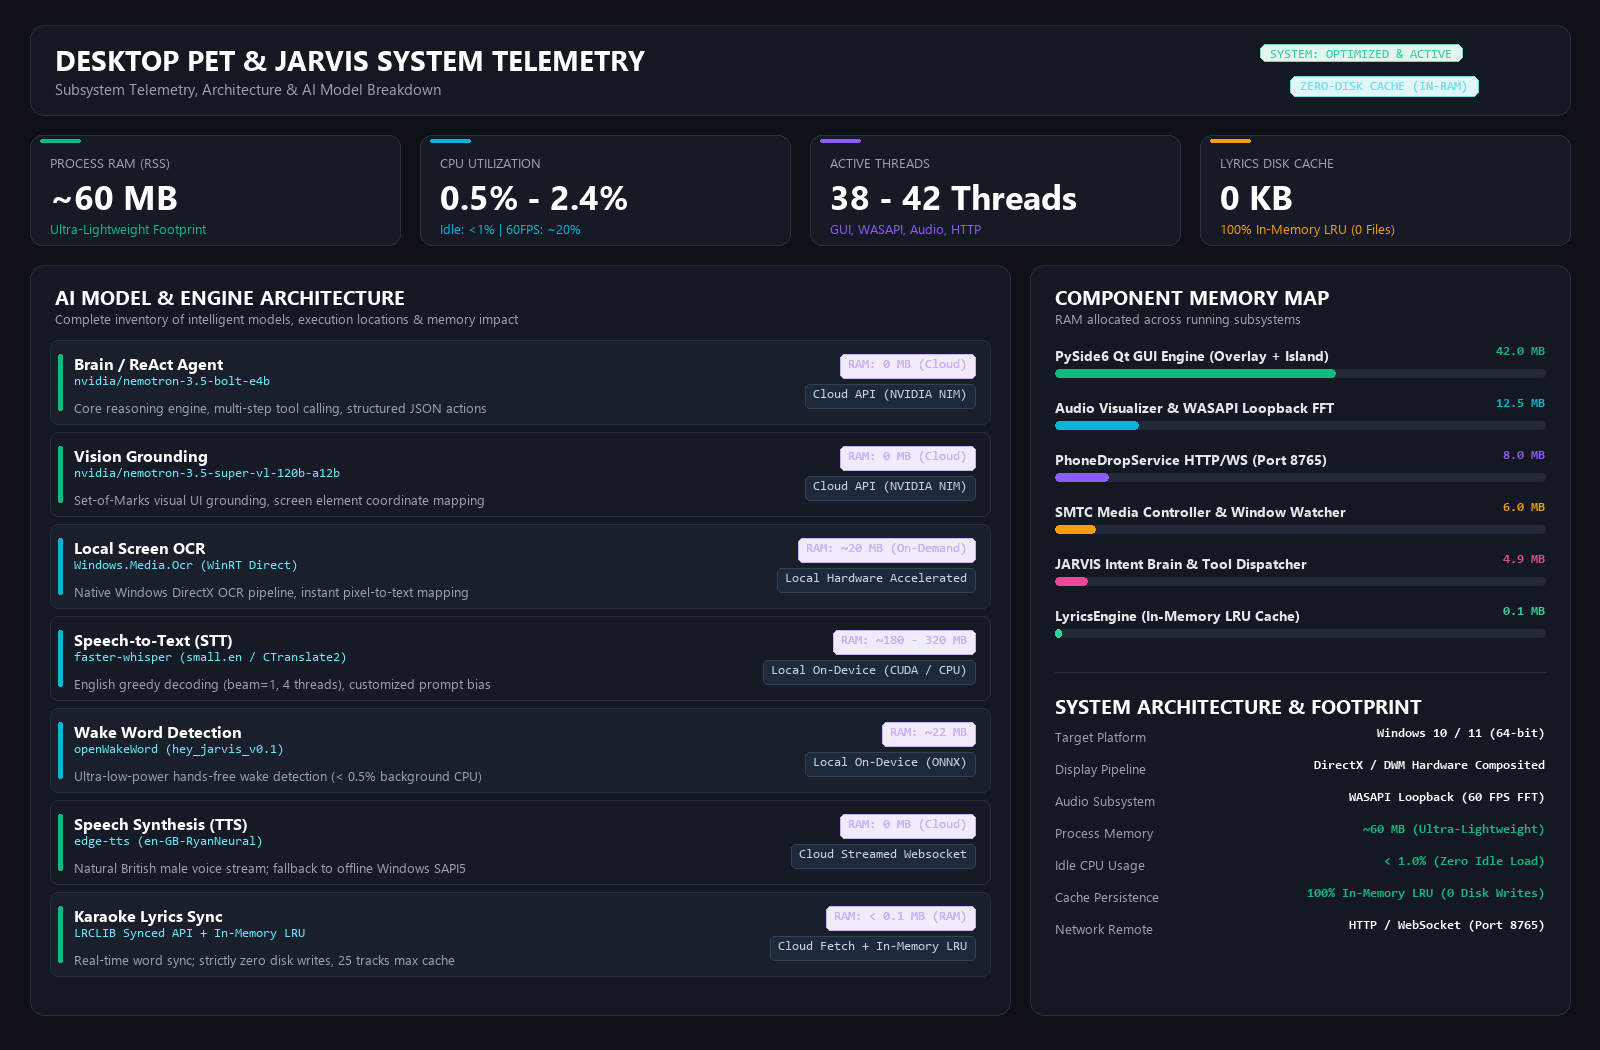 DESKTOP PET & JARVIS SYSTEM TELEMETRY
Subsystem Telemetry, Architecture & AI Model Breakdown
SYSTEM: OPTIMIZED & ACTIVE
ZERO-DISK CACHE (IN-RAM)
PROCESS RAM (RSS)
~60 MB
Ultra-Lightweight Footprint
CPU UTILIZATION
0.5% - 2.4%
Idle: <1% | 60FPS: ~20%
ACTIVE THREADS
38 - 42 Threads
GUI, WASAPI, Audio, HTTP
LYRICS DISK CACHE
0 KB
100% In-Memory LRU (0 Files)
AI MODEL & ENGINE ARCHITECTURE
Complete inventory of intelligent models, execution locations & memory impact
Brain / ReAct Agent
nvidia/nemotron-3.5-bolt-e4b
Core reasoning engine, multi-step tool calling, structured JSON actions
RAM: 0 MB (Cloud)
Cloud API (NVIDIA NIM)
Vision Grounding
nvidia/nemotron-3.5-super-vl-120b-a12b
Set-of-Marks visual UI grounding, screen element coordinate mapping
RAM: 0 MB (Cloud)
Cloud API (NVIDIA NIM)
Local Screen OCR
Windows.Media.Ocr (WinRT Direct)
Native Windows DirectX OCR pipeline, instant pixel-to-text mapping
RAM: ~20 MB (On-Demand)
Local Hardware Accelerated
Speech-to-Text (STT)
faster-whisper (small.en / CTranslate2)
English greedy decoding (beam=1, 4 threads), customized prompt bias
RAM: ~180 - 320 MB
Local On-Device (CUDA / CPU)
Wake Word Detection
openWakeWord (hey_jarvis_v0.1)
Ultra-low-power hands-free wake detection (< 0.5% background CPU)
RAM: ~22 MB
Local On-Device (ONNX)
Speech Synthesis (TTS)
edge-tts (en-GB-RyanNeural)
Natural British male voice stream; fallback to offline Windows SAPI5
RAM: 0 MB (Cloud)
Cloud Streamed Websocket
Karaoke Lyrics Sync
LRCLIB Synced API + In-Memory LRU
Real-time word sync; strictly zero disk writes, 25 tracks max cache
RAM: < 0.1 MB (RAM)
Cloud Fetch + In-Memory LRU
COMPONENT MEMORY MAP
RAM allocated across running subsystems
PySide6 Qt GUI Engine (Overlay + Island) 42.0 MB
Audio Visualizer & WASAPI Loopback FFT 12.5 MB
PhoneDropService HTTP/WS (Port 8765) 8.0 MB
SMTC Media Controller & Window Watcher 6.0 MB
JARVIS Intent Brain & Tool Dispatcher 4.9 MB
LyricsEngine (In-Memory LRU Cache) 0.1 MB
SYSTEM ARCHITECTURE & FOOTPRINT
Target Platform Windows 10 / 11 (64-bit)
Display Pipeline DirectX / DWM Hardware Composited
Audio Subsystem WASAPI Loopback (60 FPS FFT)
Process Memory ~60 MB (Ultra-Lightweight)
Idle CPU Usage < 1.0% (Zero Idle Load)
Cache Persistence 100% In-Memory LRU (0 Disk Writes)
Network Remote HTTP / WebSocket (Port 8765)